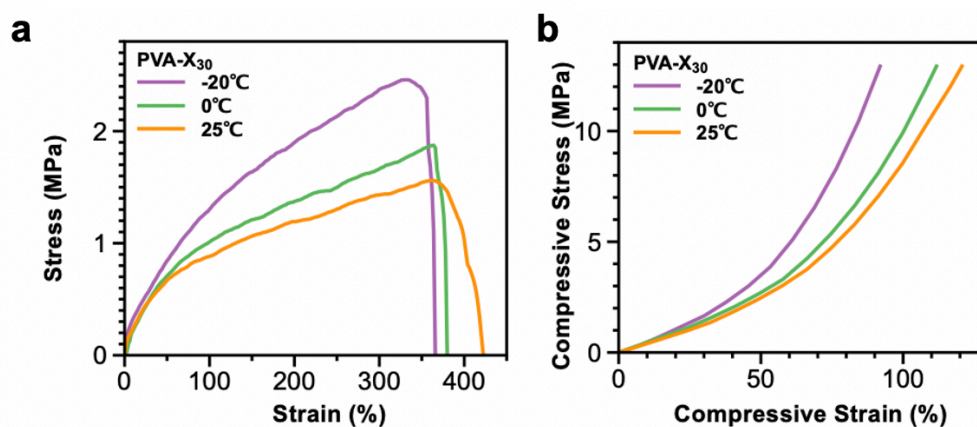 a
PVA-X₃₀
-20℃
0℃
25℃
Stress (MPa)
2
1
0
0 100 200 300 400
Strain (%)
b
PVA-X₃₀
-20℃
0℃
25℃
Compressive Stress (MPa)
10
5
0
0 50 100
Compressive Strain (%)